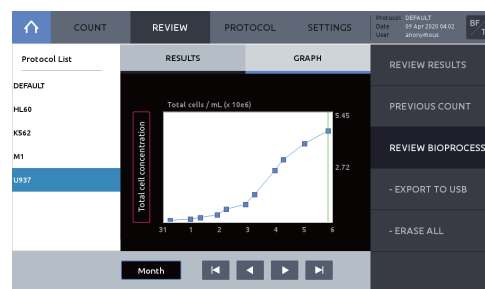 COUNT
REVIEW
PROTOCOL
SETTINGS
Protocol DEFAULT
Date 09 Apr 2020 04:02
User anonymous
BF
Protocol List
DEFAULT
HL60
K562
M1
U937
RESULTS
GRAPH
Total cells / mL (x 10e6)
Total cell concentration
5.45
2.72
31 1 2 3 4 5 6
Month
REVIEW RESULTS
PREVIOUS COUNT
REVIEW BIOPROCESS
- EXPORT TO USB
- ERASE ALL